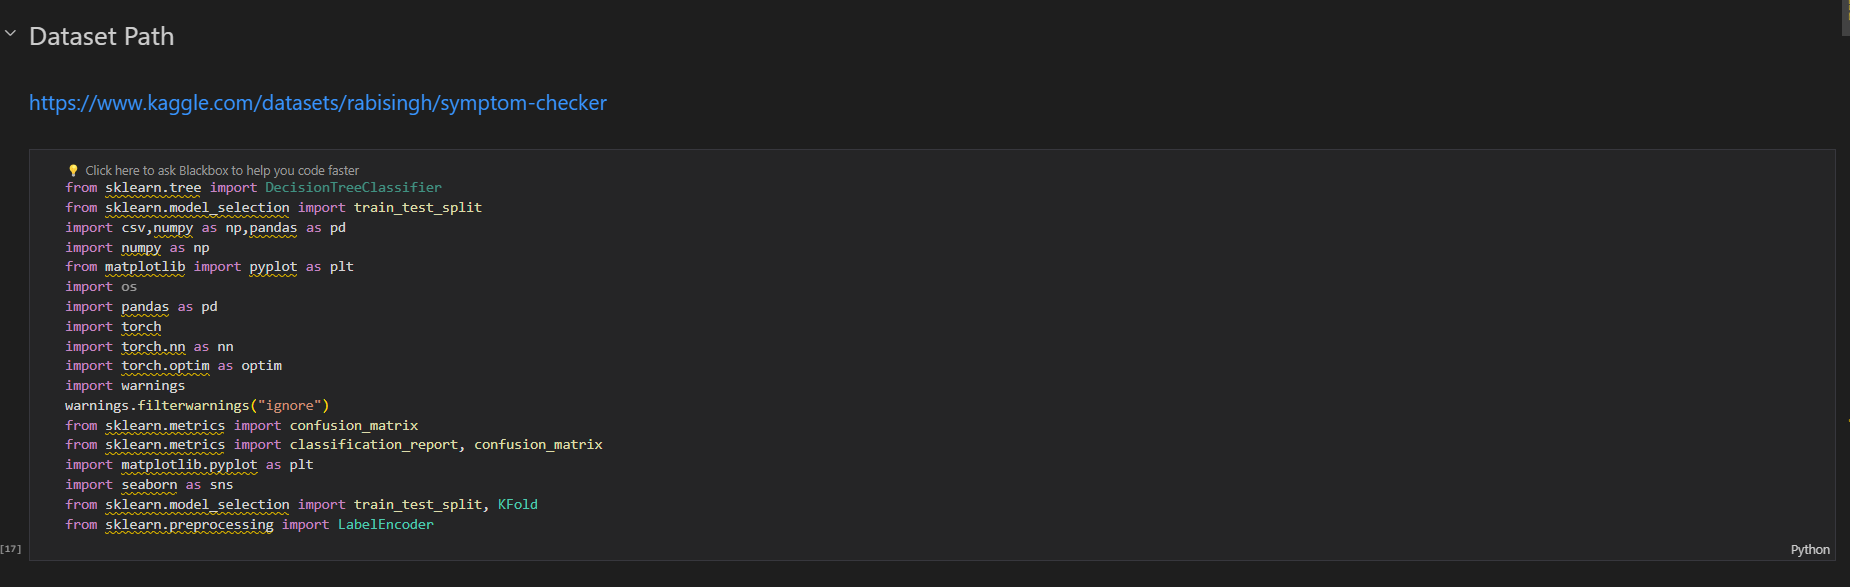 Dataset Path
https://www.kaggle.com/datasets/rabisingh/symptom-checker
Click here to ask Blackbox to help you code faster
from sklearn.tree import DecisionTreeClassifier
from sklearn.model_selection import train_test_split
import csv,numpy as np,pandas as pd
import numpy as np
from matplotlib import pyplot as plt
import os
import pandas as pd
import torch
import torch.nn as nn
import torch.optim as optim
import warnings
warnings.filterwarnings("ignore")
from sklearn.metrics import confusion_matrix
from sklearn.metrics import classification_report, confusion_matrix
import matplotlib.pyplot as plt
import seaborn as sns
from sklearn.model_selection import train_test_split, KFold
from sklearn.preprocessing import LabelEncoder
[17]
Python